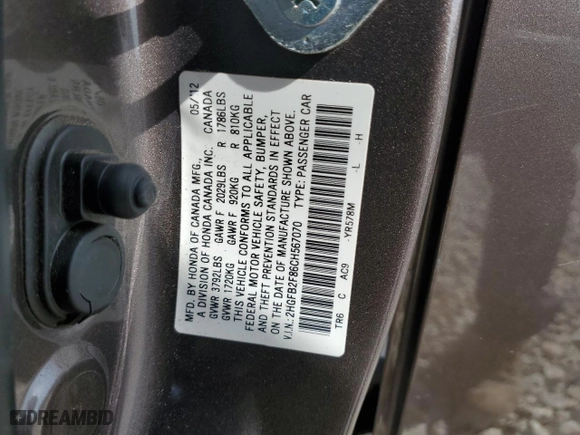 MFD. BY HONDA OF CANADA MFG., 05/'12
A DIVISION OF HONDA CANADA INC. CANADA
GVWR 3792LBS GAWR F 2029LBS R 1786LBS
GVWR 1720KG GAWR F 920KG R 810KG
THIS VEHICLE CONFORMS TO ALL APPLICABLE
FEDERAL MOTOR VEHICLE SAFETY, BUMPER,
AND THEFT PREVENTION STANDARDS IN EFFECT
ON THE DATE OF MANUFACTURE SHOWN ABOVE.
V.I.N.: 2HGFB2F86CH567070 TYPE: PASSENGER CAR
TR6 C AC9 -YR578M -L -H
DREAMBID